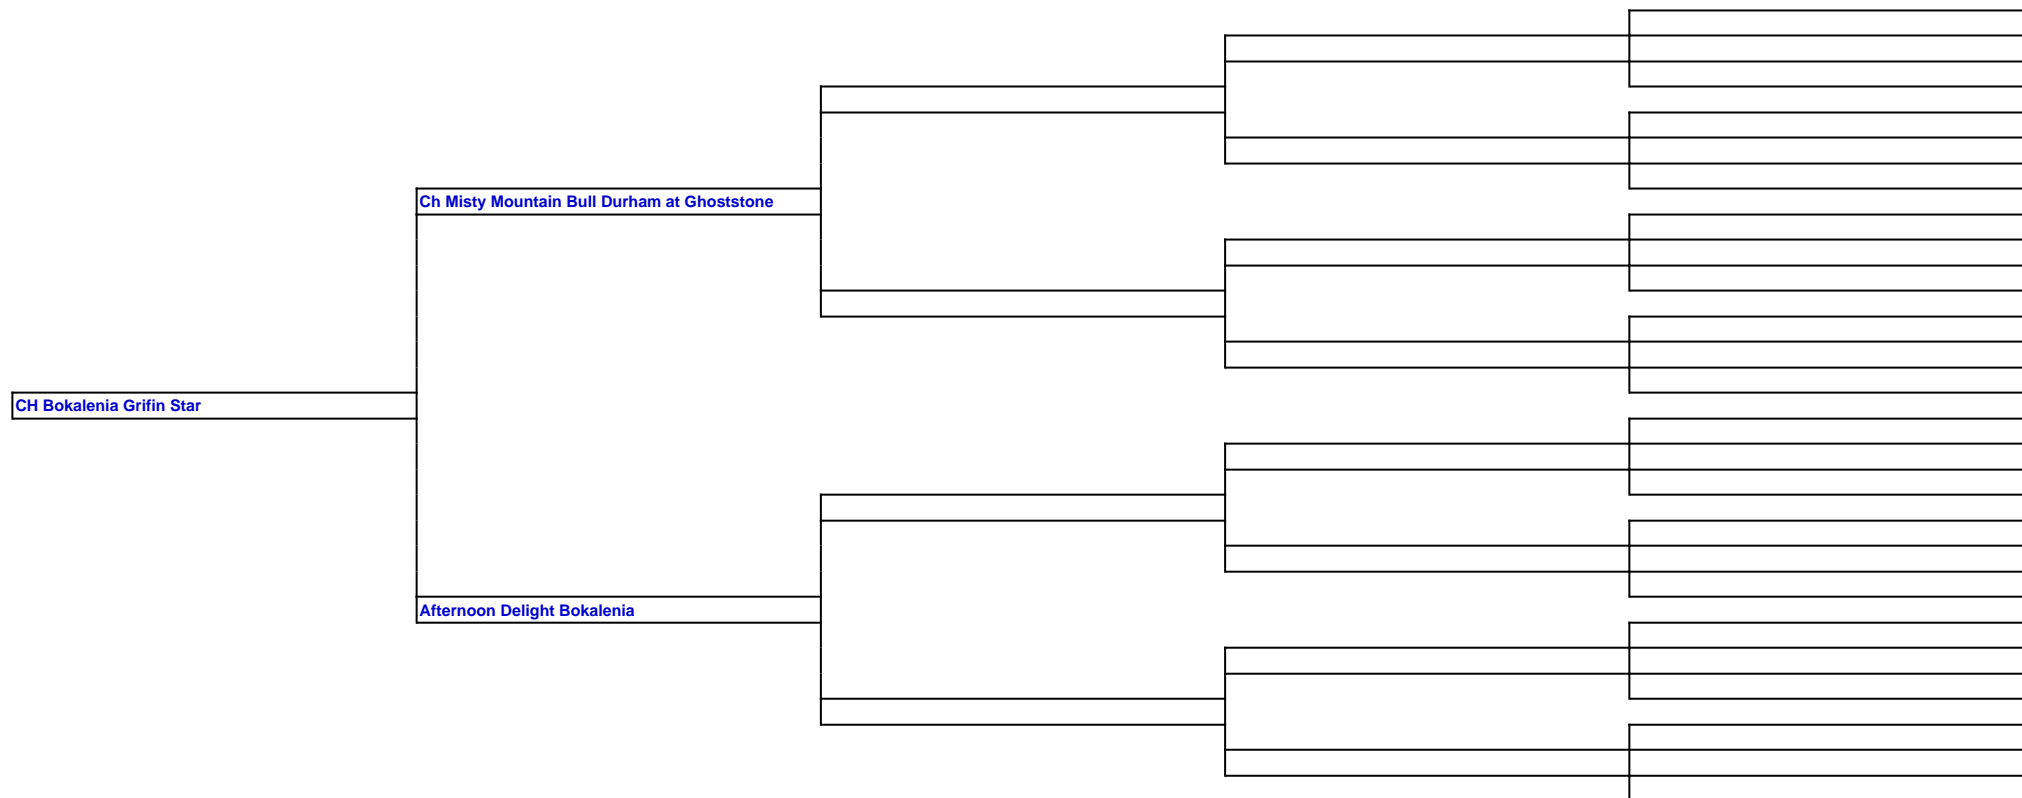 Ch Misty Mountain Bull Durham at Ghoststone
CH Bokalenia Grifin Star
Afternoon Delight Bokalenia